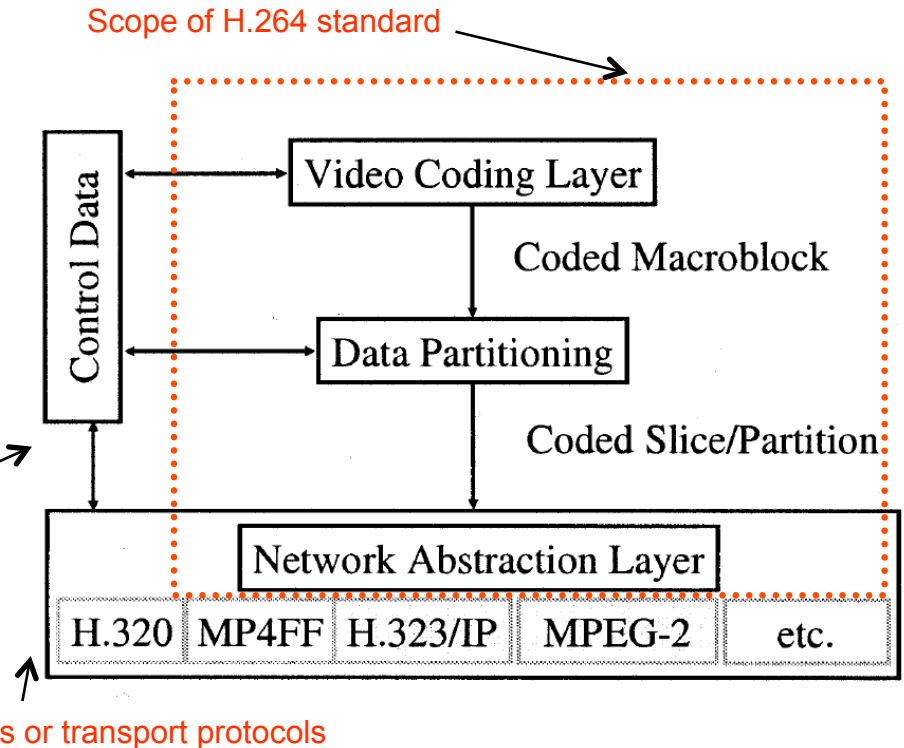 Scope of H.264 standard
Control Data
Video Coding Layer
Coded Macroblock
Data Partitioning
Coded Slice/Partition
Network Abstraction Layer
H.320 MP4FF H.323/IP MPEG-2 etc.
or transport protocols